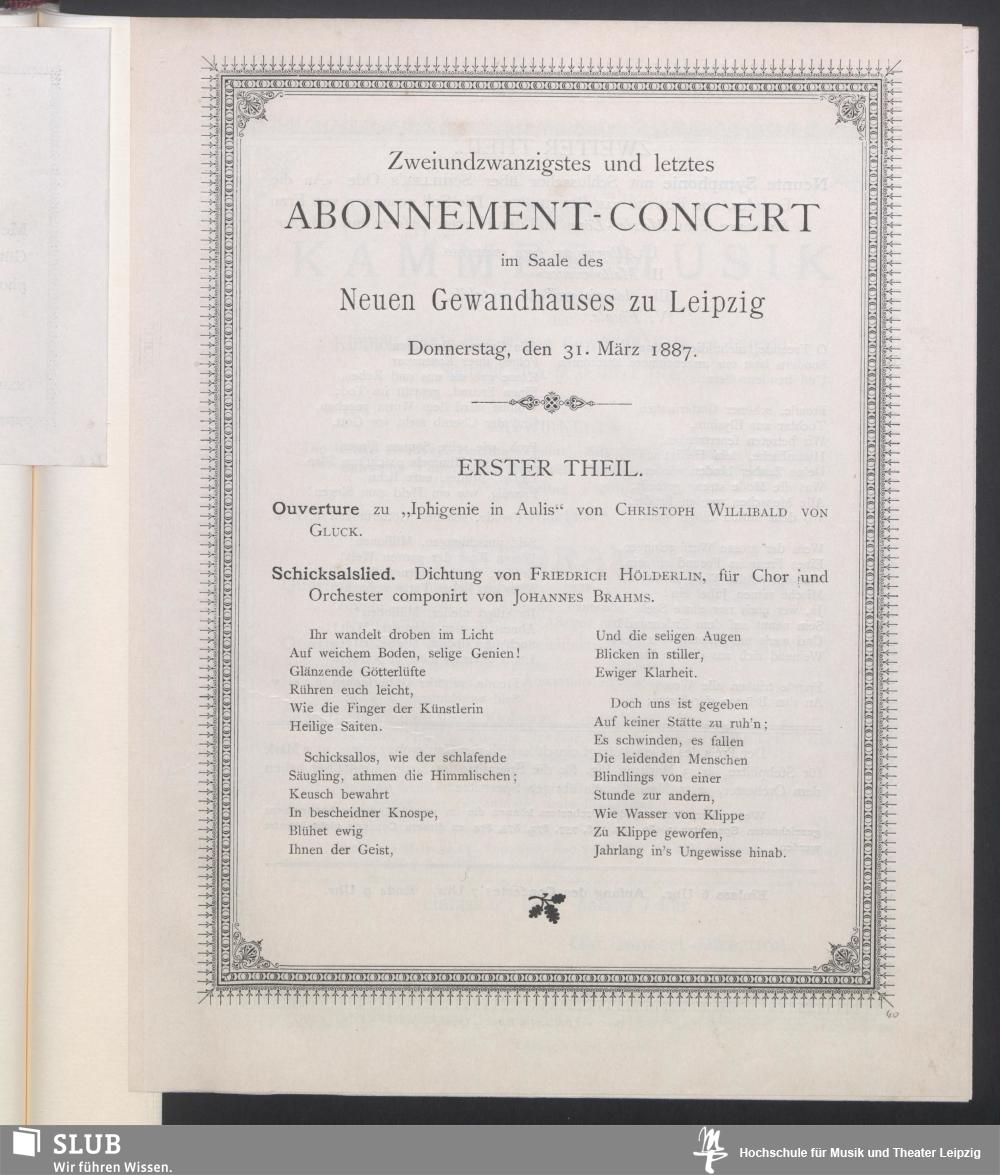 Zweiundzwanzigstes und letztes
ABONNEMENT-CONCERT
im Saale des
Neuen Gewandhauses zu Leipzig
Donnerstag, den 31. März 1887.
ERSTER THEIL.
Ouverture zu „Iphigenie in Aulis“ von CHRISTOPH WILLIBALD VON
GLUCK.
Schicksalslied. Dichtung von FRIEDRICH HÖLDERLIN, für Chor und
Orchester componirt von JOHANNES BRAHMS.
Ihr wandelt droben im Licht
Auf weichem Boden, selige Genien!
Glänzende Götterlüfte
Rühren euch leicht,
Wie die Finger der Künstlerin
Heilige Saiten.
Schicksallos, wie der schlafende
Säugling, athmen die Himmlischen;
Keusch bewahrt
In bescheidner Knospe,
Blühet ewig
Ihnen der Geist,
Und die seligen Augen
Blicken in stiller,
Ewiger Klarheit.
Doch uns ist gegeben
Auf keiner Stätte zu ruh'n;
Es schwinden, es fallen
Die leidenden Menschen
Blindlings von einer
Stunde zur andern,
Wie Wasser von Klippe
Zu Klippe geworfen,
Jahrlang in's Ungewisse hinab.
60
SLUB
Wir führen Wissen.
Hochschule für Musik und Theater Leipzig